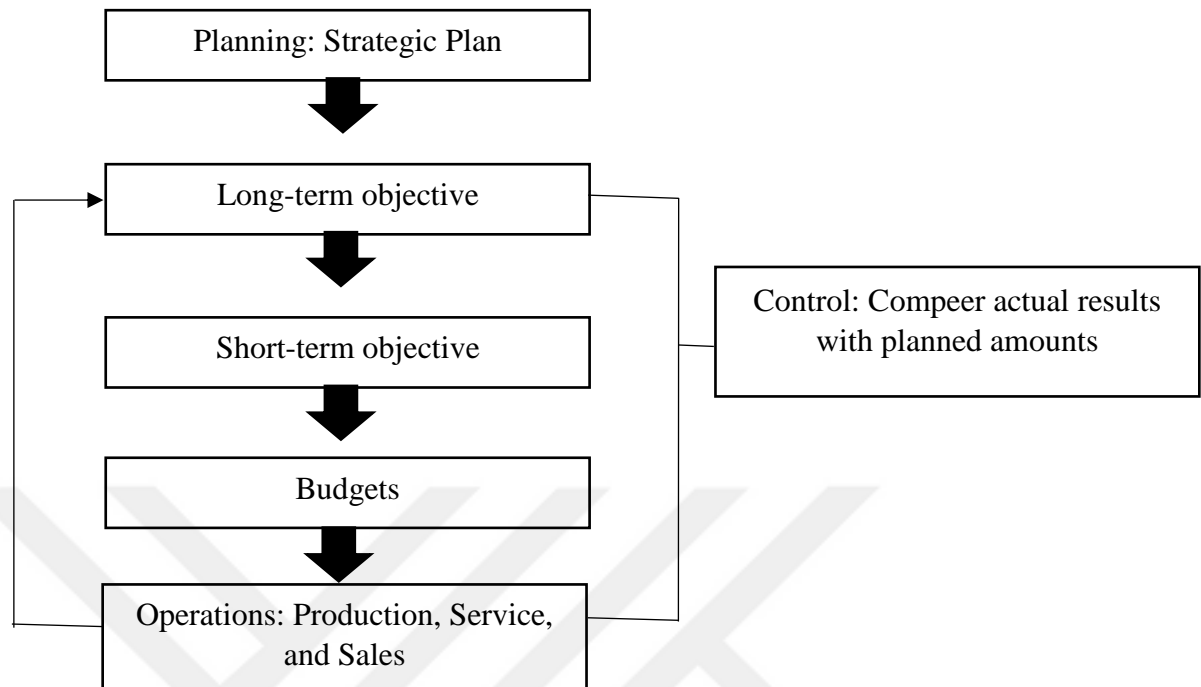 Planning: Strategic Plan
Long-term objective
Short-term objective
Budgets
Operations: Production, Service,
and Sales
Control: Compeer actual results
with planned amounts